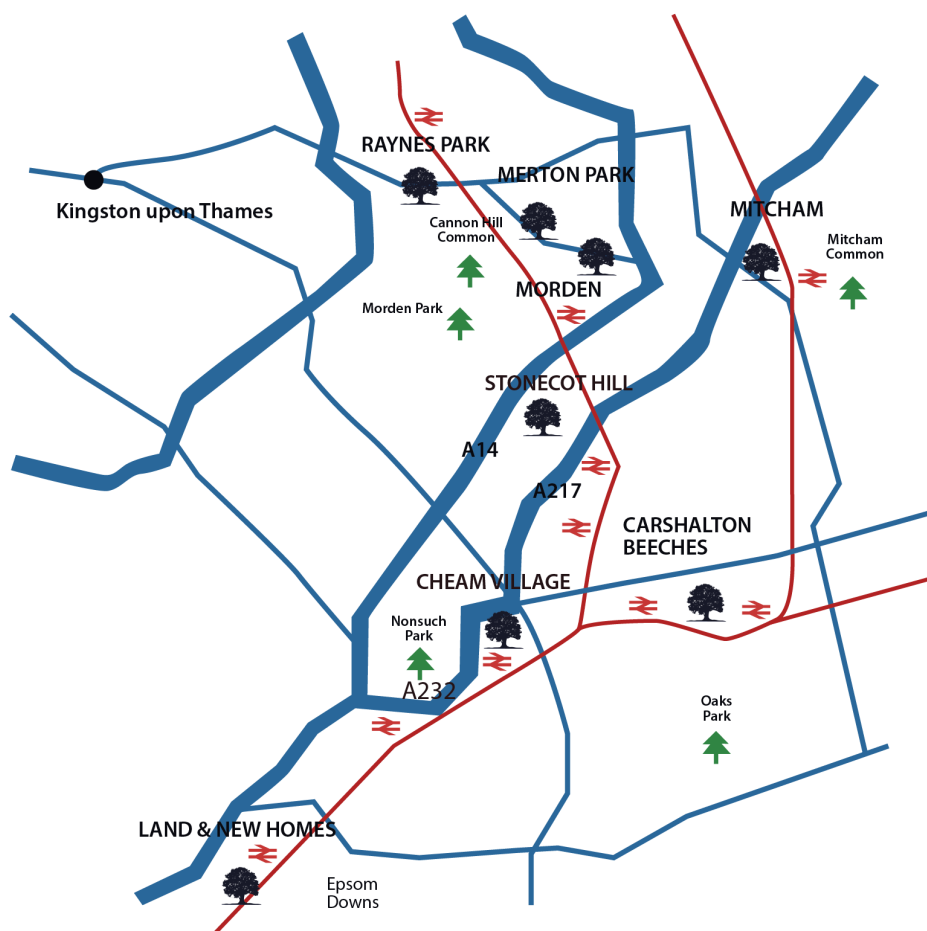 RAYNES PARK
MERTON PARK
Kingston upon Thames
MITCHAM
Cannon Hill
Common
Mitcham
Common
MORDEN
Morden Park
STONECOT HILL
A14
A217
CARSHALTON
BEECHES
CHEAM VILLAGE
Nonsuch
Park
A232
Oaks
Park
LAND & NEW HOMES
Epsom
Downs